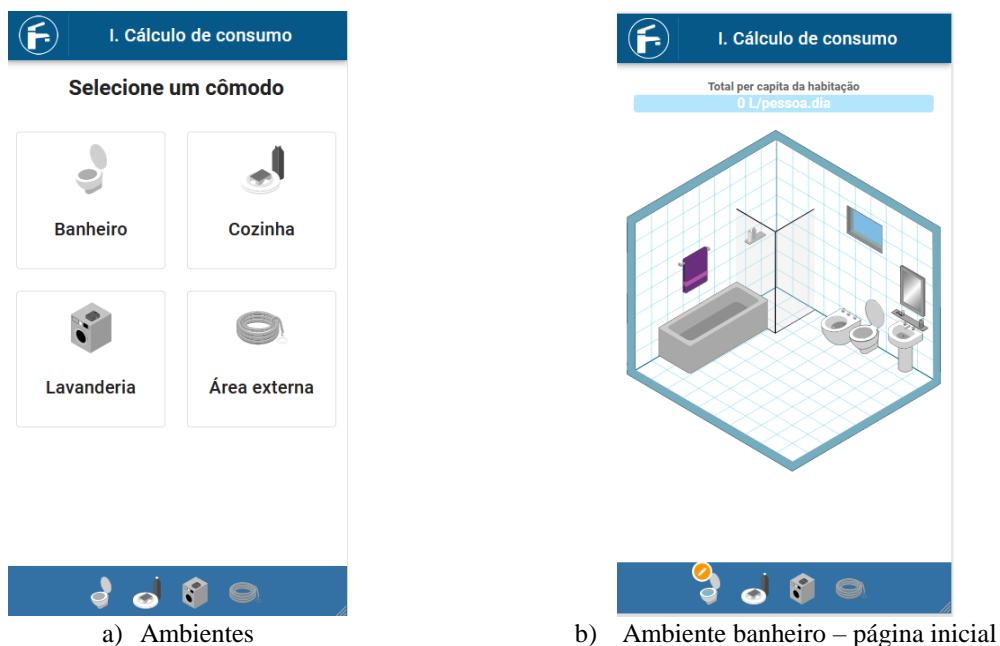 I. Cálculo de consumo
Selecione um cômodo
Banheiro
Cozinha
Lavanderia
Área externa
a) Ambientes
I. Cálculo de consumo
Total per capita da habitação
0 L/pessoa.dia
b) Ambiente banheiro – página inicial